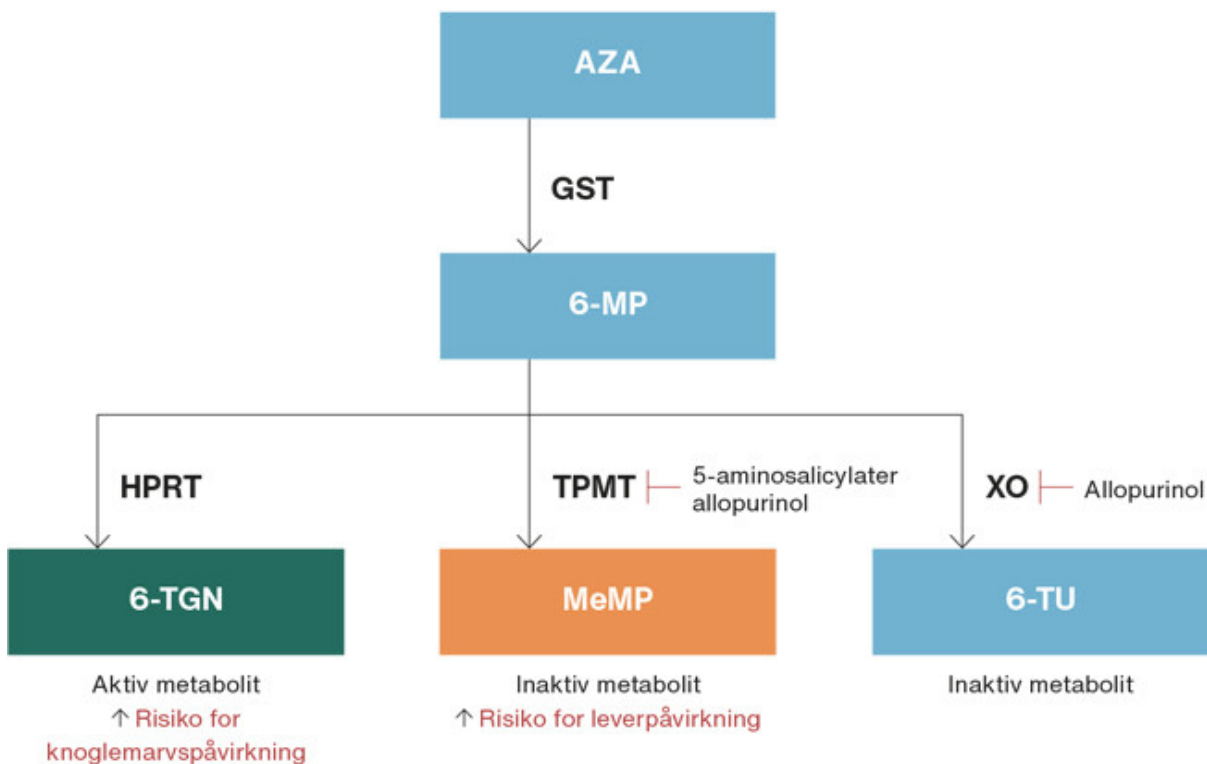 AZA
GST
6-MP
HPRT
TPMT
5-aminosalicylater
allopurinol
XO
Allopurinol
6-TGN
MeMP
6-TU
Aktiv metabolit
↑ Risiko for
knoglemarvspåvirkning
Inaktiv metabolit
↑ Risiko for leverpåvirkning
Inaktiv metabolit